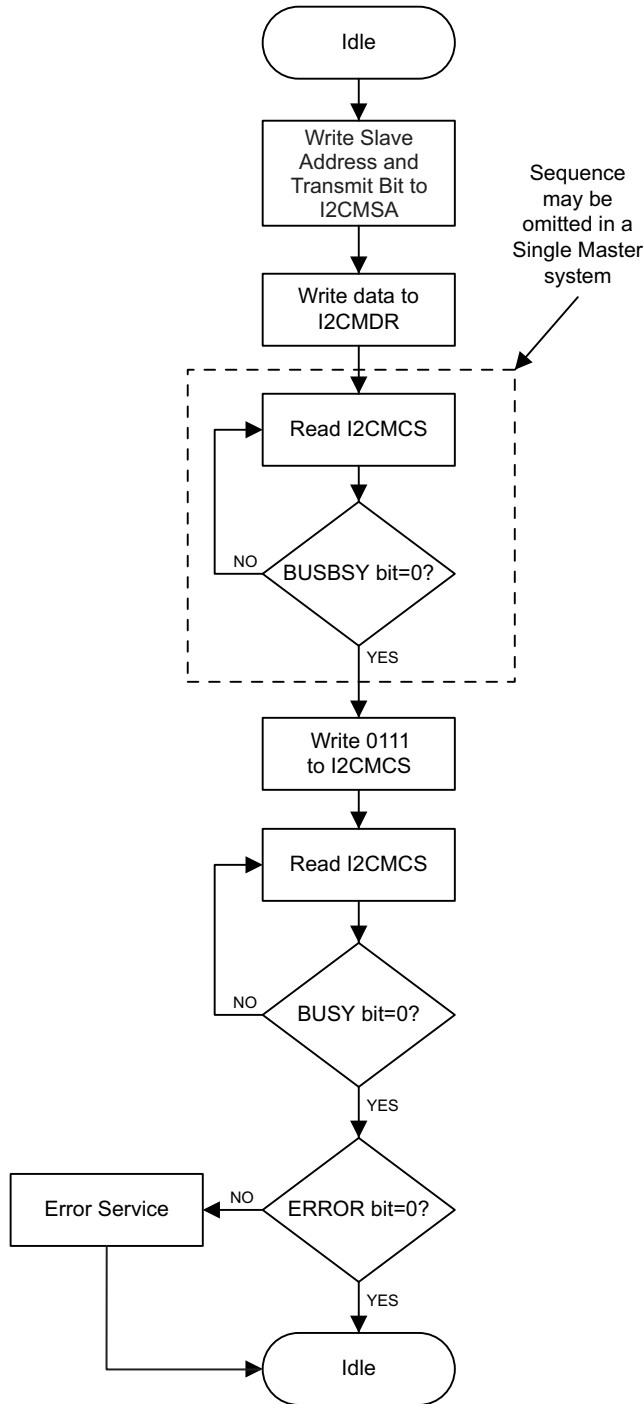 Idle
Write Slave
Address and
Transmit Bit to
I2CMSA
Sequence
may be
omitted in a
Single Master
system
Write data to
I2CMDR
Read I2CMCS
BUSBSY bit=0?
NO
YES
Write 0111
to I2CMCS
Read I2CMCS
BUSY bit=0?
NO
YES
Error Service
NO
ERROR bit=0?
YES
Idle